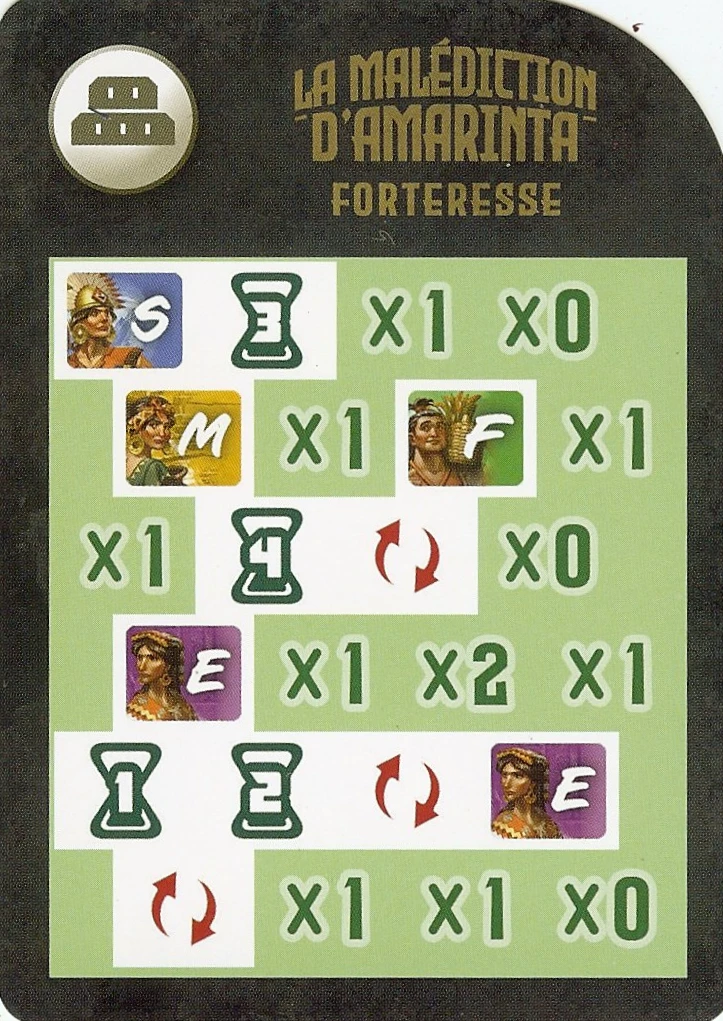 LA MALÉDICTION
D'AMARINTA
FORTERESSE
S 3 X1 X0
M X1 F X1
X1 4 X0
E X1 X2 X1
1 2 E
X1 X1 X0